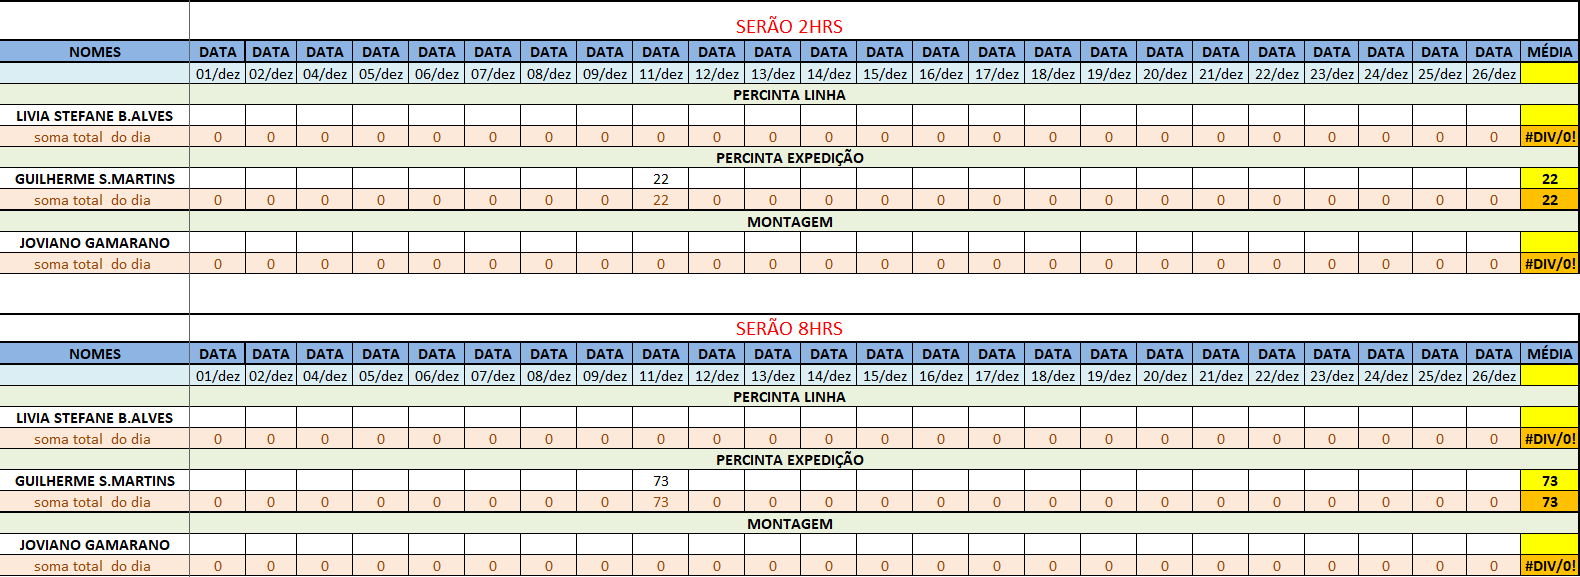 SERÃO 2HRS
NOMES DATA DATA DATA DATA DATA DATA DATA DATA DATA DATA DATA DATA DATA DATA DATA DATA DATA DATA DATA DATA DATA DATA DATA DATA MÉDIA
01/dez 02/dez 04/dez 05/dez 06/dez 07/dez 08/dez 09/dez 11/dez 12/dez 13/dez 14/dez 15/dez 16/dez 17/dez 18/dez 19/dez 20/dez 21/dez 22/dez 23/dez 24/dez 25/dez 26/dez
PERCINTA LINHA
LIVIA STEFANE B.ALVES
soma total do dia 0 0 0 0 0 0 0 0 0 0 0 0 0 0 0 0 0 0 0 0 0 0 0 0 #DIV/0!
PERCINTA EXPEDIÇÃO
GUILHERME S.MARTINS 22 22
soma total do dia 0 0 0 0 0 0 0 0 22 0 0 0 0 0 0 0 0 0 0 0 0 0 0 0 22
MONTAGEM
JOVIANO GAMARANO
soma total do dia 0 0 0 0 0 0 0 0 0 0 0 0 0 0 0 0 0 0 0 0 0 0 0 0 #DIV/0!
SERÃO 8HRS
NOMES DATA DATA DATA DATA DATA DATA DATA DATA DATA DATA DATA DATA DATA DATA DATA DATA DATA DATA DATA DATA DATA DATA DATA DATA MÉDIA
01/dez 02/dez 04/dez 05/dez 06/dez 07/dez 08/dez 09/dez 11/dez 12/dez 13/dez 14/dez 15/dez 16/dez 17/dez 18/dez 19/dez 20/dez 21/dez 22/dez 23/dez 24/dez 25/dez 26/dez
PERCINTA LINHA
LIVIA STEFANE B.ALVES
soma total do dia 0 0 0 0 0 0 0 0 0 0 0 0 0 0 0 0 0 0 0 0 0 0 0 0 #DIV/0!
PERCINTA EXPEDIÇÃO
GUILHERME S.MARTINS 73 73
soma total do dia 0 0 0 0 0 0 0 0 73 0 0 0 0 0 0 0 0 0 0 0 0 0 0 0 73
MONTAGEM
JOVIANO GAMARANO
soma total do dia 0 0 0 0 0 0 0 0 0 0 0 0 0 0 0 0 0 0 0 0 0 0 0 0 #DIV/0!